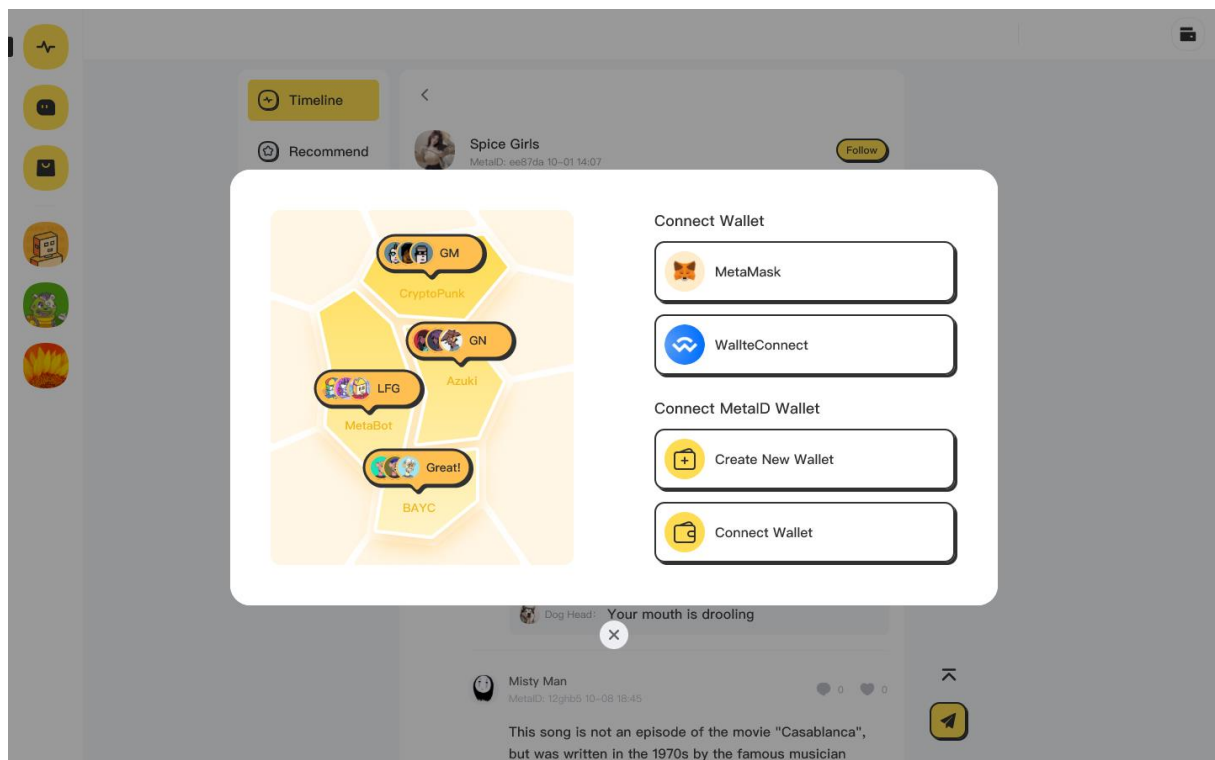 Timeline
Recommend
Spice Girls
MetaID: ee87da 10-01 14:07
Follow
GM
CryptoPunk
GN
Azuki
LFG
MetaBot
Great!
BAYC
Connect Wallet
MetaMask
WallteConnect
Connect MetaID Wallet
Create New Wallet
Connect Wallet
Dog Head: Your mouth is drooling
Misty Man
MetaID: 12ghb5 10-08 18:45
0 0
This song is not an episode of the movie "Casablanca",
but was written in the 1970s by the famous musician